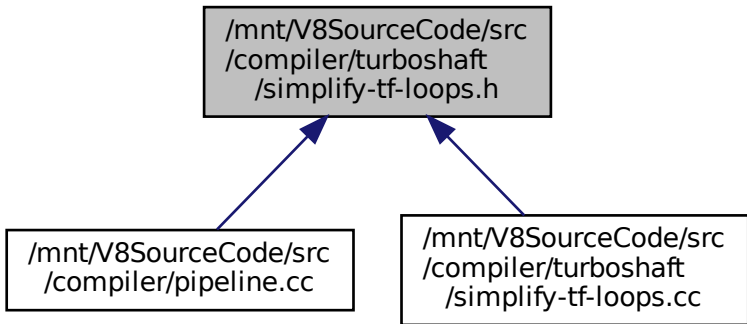 /mnt/V8SourceCode/src
/compiler/turboshaft
/simplify-tf-loops.h
/mnt/V8SourceCode/src
/compiler/pipeline.cc
/mnt/V8SourceCode/src
/compiler/turboshaft
/simplify-tf-loops.cc